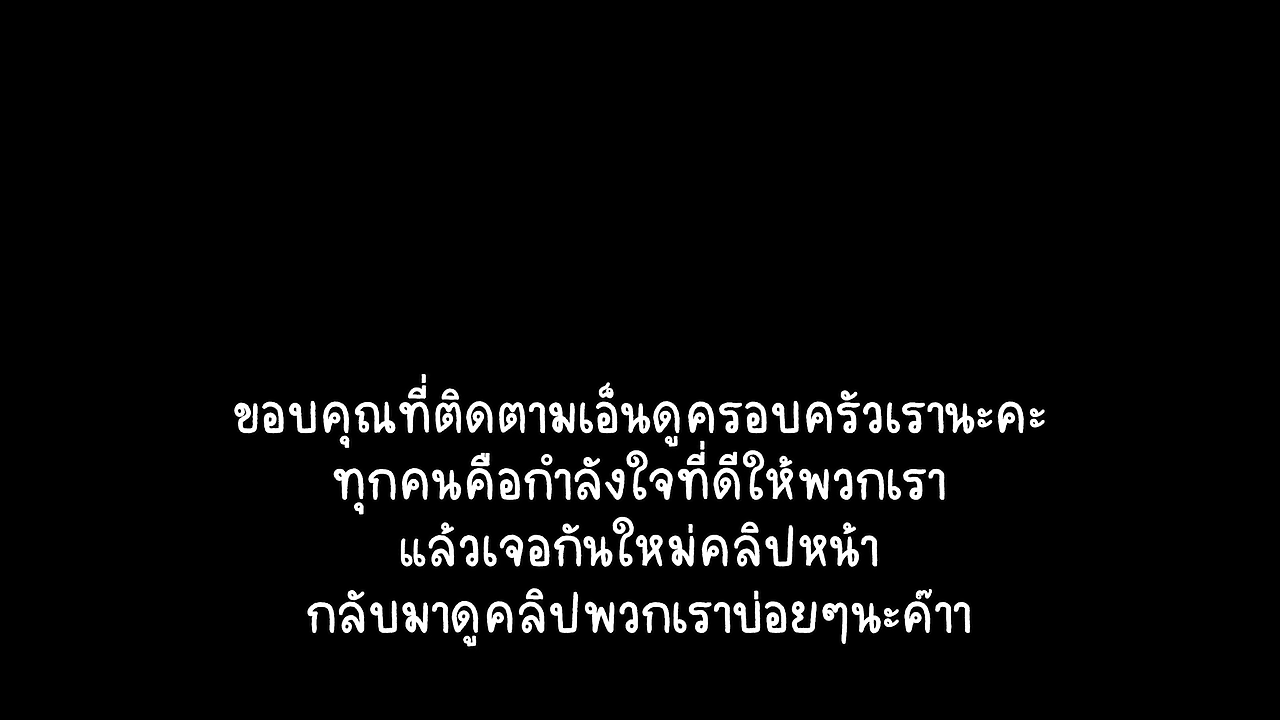 ขอบคุณที่ติดตามเอ็นดูครอบครัวเรานะคะ
ทุกคนคือกำลังใจที่ดีให้พวกเรา
แล้วเจอกันใหม่คลิปหน้า
กลับมาดูคลิปพวกเราบ่อยๆนะค๊าา